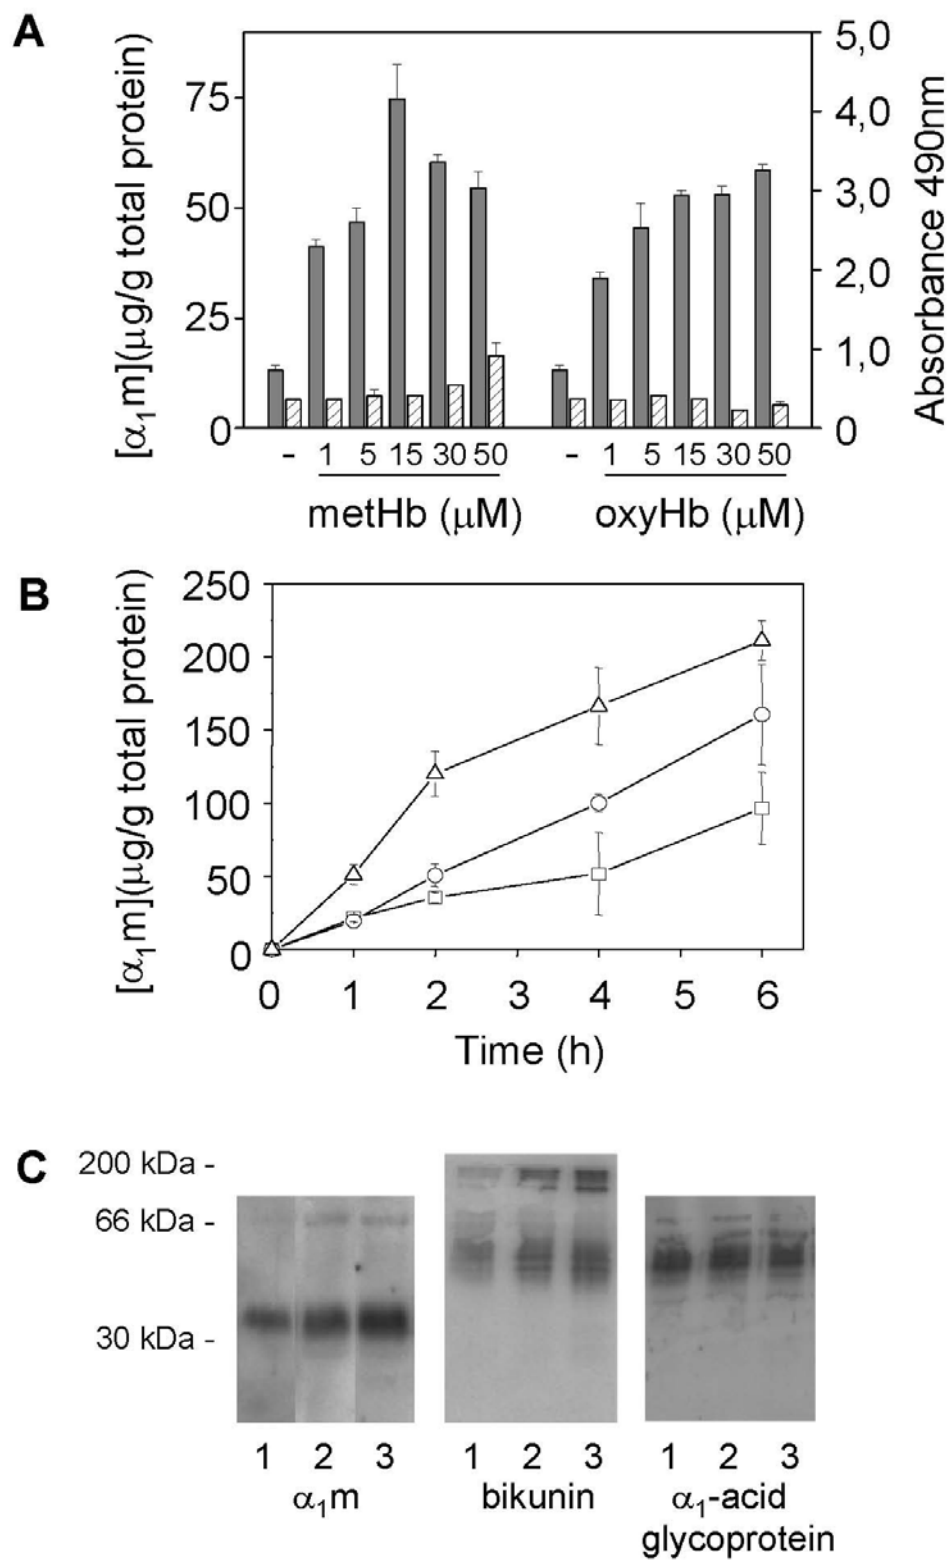 A
[α₁m](μg/g total protein)
75
50
25
0
5,0
4,0
3,0
2,0
1,0
0
Absorbance 490nm
- 1 5 15 30 50 - 1 5 15 30 50
metHb (μM) oxyHb (μM)
B
[α₁m](μg/g total protein)
250
200
150
100
50
0
0 1 2 3 4 5 6
Time (h)
C
200 kDa -
66 kDa -
30 kDa -
1 2 3 1 2 3 1 2 3
α₁m bikunin α₁-acid
glycoprotein